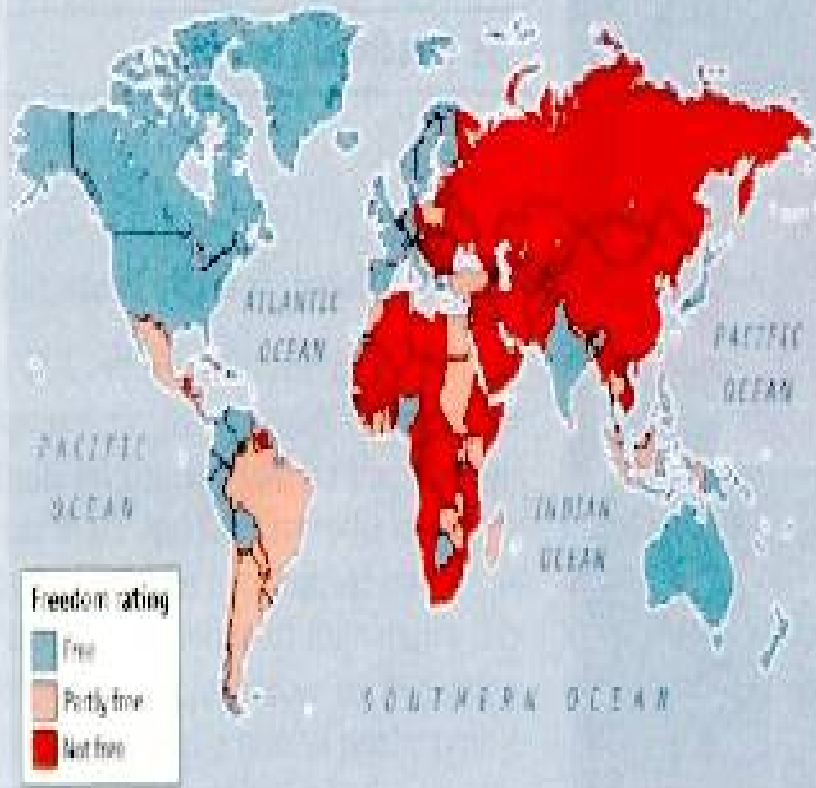 ATLANTIC
OCEAN
PACIFIC
OCEAN
PACIFIC
OCEAN
INDIAN
OCEAN
SOUTHERN OCEAN
Freedom rating
Free
Partly free
Not free